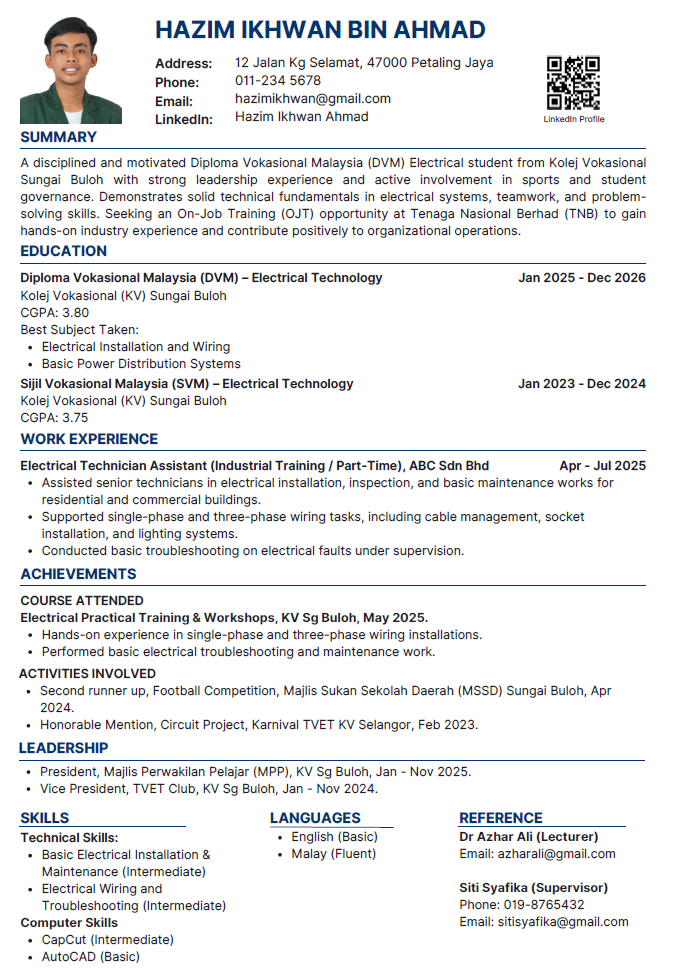 HAZIM IKHWAN BIN AHMAD
Address: 12 Jalan Kg Selamat, 47000 Petaling Jaya
Phone: 011-234 5678
Email: hazimikhwan@gmail.com
LinkedIn: Hazim Ikhwan Ahmad
LinkedIn Profile
SUMMARY
A disciplined and motivated Diploma Vokasional Malaysia (DVM) Electrical student from Kolej Vokasional
Sungai Buloh with strong leadership experience and active involvement in sports and student
governance. Demonstrates solid technical fundamentals in electrical systems, teamwork, and problem-
solving skills. Seeking an On-Job Training (OJT) opportunity at Tenaga Nasional Berhad (TNB) to gain
hands-on industry experience and contribute positively to organizational operations.
EDUCATION
Diploma Vokasional Malaysia (DVM) – Electrical Technology Jan 2025 - Dec 2026
Kolej Vokasional (KV) Sungai Buloh
CGPA: 3.80
Best Subject Taken:
• Electrical Installation and Wiring
• Basic Power Distribution Systems
Sijil Vokasional Malaysia (SVM) – Electrical Technology Jan 2023 - Dec 2024
Kolej Vokasional (KV) Sungai Buloh
CGPA: 3.75
WORK EXPERIENCE
Electrical Technician Assistant (Industrial Training / Part-Time), ABC Sdn Bhd Apr - Jul 2025
• Assisted senior technicians in electrical installation, inspection, and basic maintenance works for
residential and commercial buildings.
• Supported single-phase and three-phase wiring tasks, including cable management, socket
installation, and lighting systems.
• Conducted basic troubleshooting on electrical faults under supervision.
ACHIEVEMENTS
COURSE ATTENDED
Electrical Practical Training & Workshops, KV Sg Buloh, May 2025.
• Hands-on experience in single-phase and three-phase wiring installations.
• Performed basic electrical troubleshooting and maintenance work.
ACTIVITIES INVOLVED
• Second runner up, Football Competition, Majlis Sukan Sekolah Daerah (MSSD) Sungai Buloh, Apr
2024.
• Honorable Mention, Circuit Project, Karnival TVET KV Selangor, Feb 2023.
LEADERSHIP
• President, Majlis Perwakilan Pelajar (MPP), KV Sg Buloh, Jan - Nov 2025.
• Vice President, TVET Club, KV Sg Buloh, Jan - Nov 2024.
SKILLS
Technical Skills:
• Basic Electrical Installation &
Maintenance (Intermediate)
• Electrical Wiring and
Troubleshooting (Intermediate)
Computer Skills
• CapCut (Intermediate)
• AutoCAD (Basic)
LANGUAGES
• English (Basic)
• Malay (Fluent)
REFERENCE
Dr Azhar Ali (Lecturer)
Email: azharali@gmail.com
Siti Syafika (Supervisor)
Phone: 019-8765432
Email: sitisyafika@gmail.com